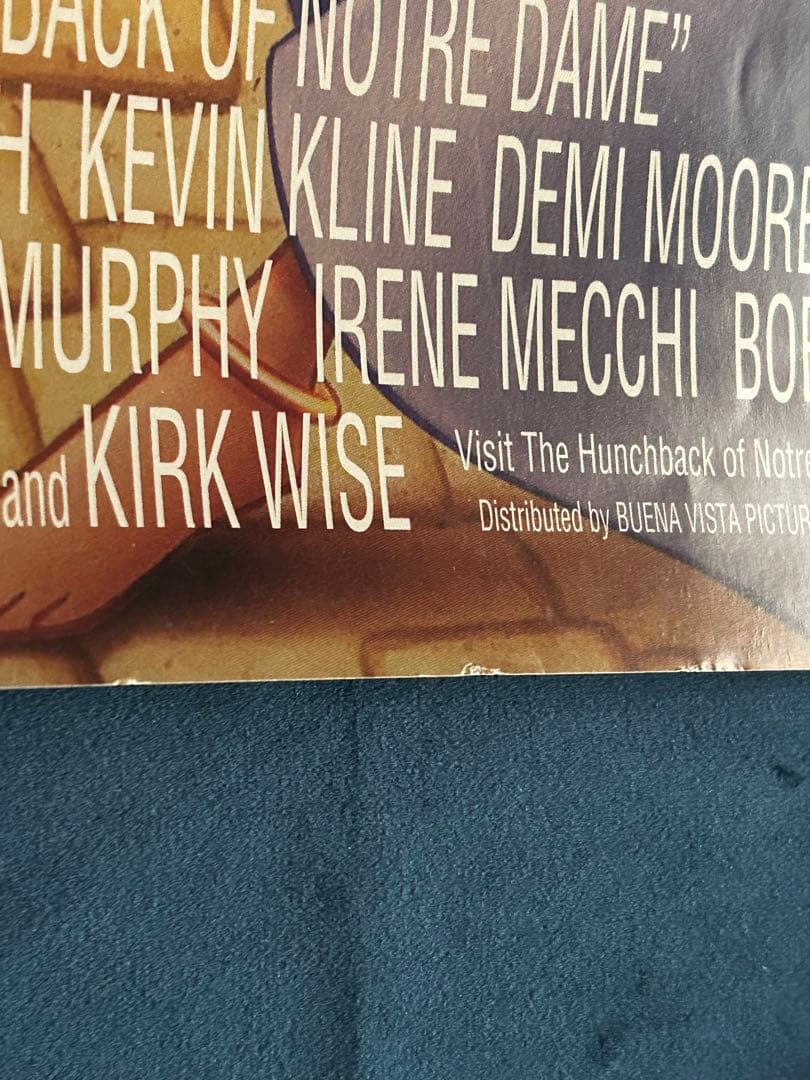 BACK OF NOTRE DAME”
H KEVIN KLINE DEMI MOORE
MURPHY IRENE MECCHI BOB
and KIRK WISE
Visit The Hunchback of Notre
Distributed by BUENA VISTA PICTUR